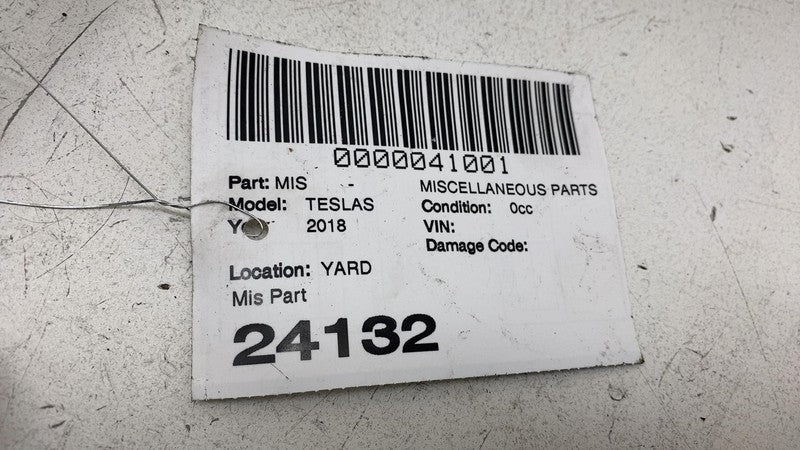 0000041001
Part: MIS - MISCELLANEOUS PARTS
Model: TESLAS Condition: 0cc
2018 VIN:
Damage Code:
Location: YARD
Mis Part
24132